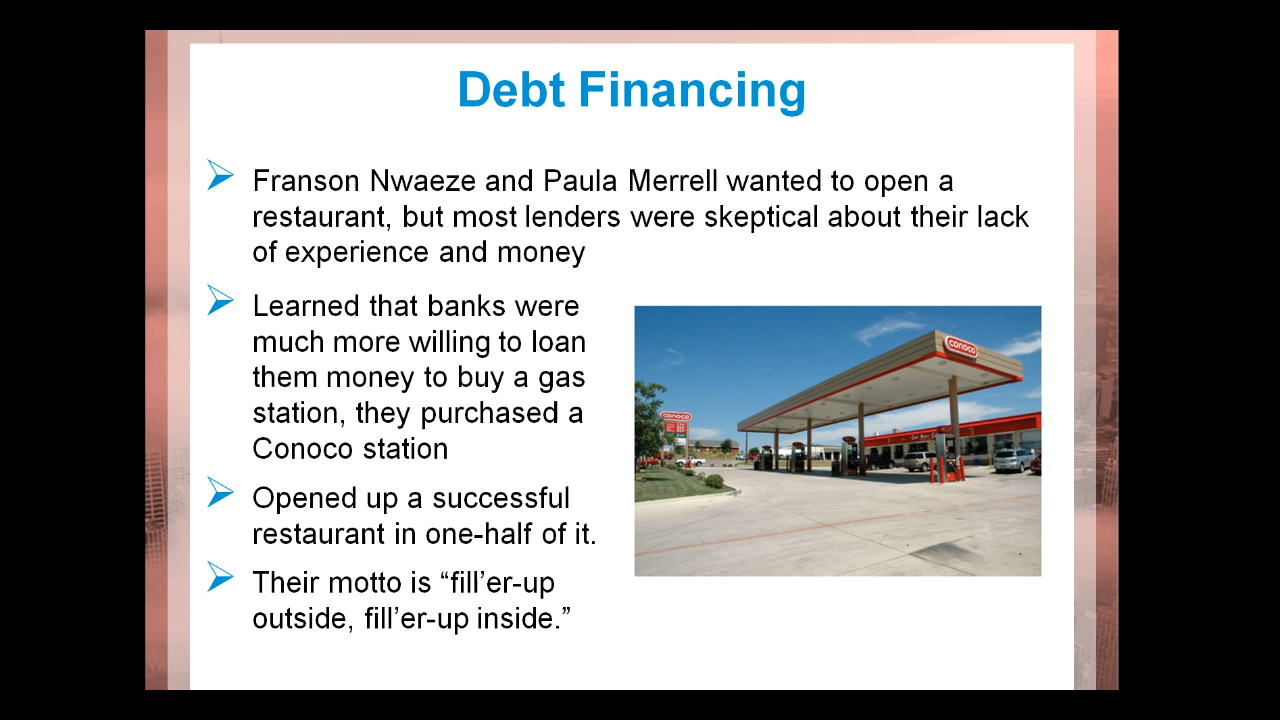 Debt Financing
Franson Nwaeze and Paula Merrell wanted to open a
restaurant, but most lenders were skeptical about their lack
of experience and money
Learned that banks were
much more willing to loan
them money to buy a gas
station, they purchased a
Conoco station
Opened up a successful
restaurant in one-half of it.
Their motto is “fill’er-up
outside, fill’er-up inside.”
conoco
conoco